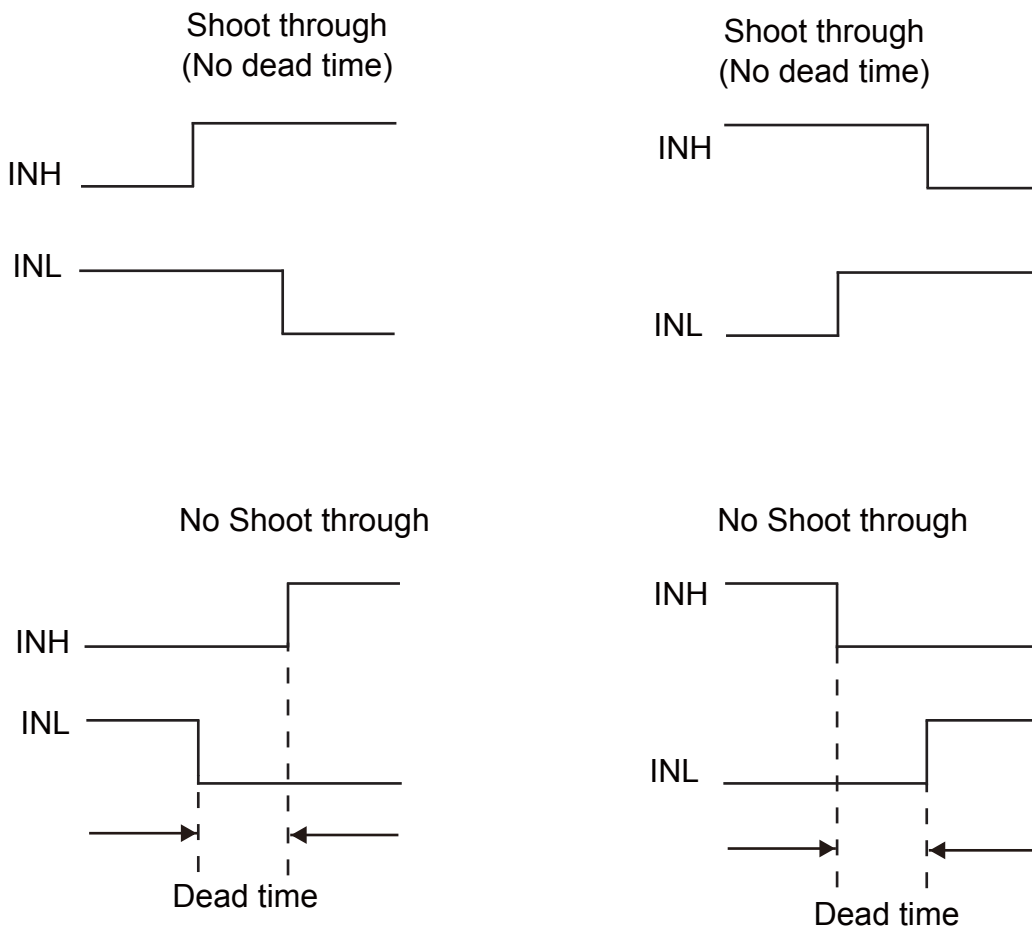 Shoot through
(No dead time)
INH
INL
Shoot through
(No dead time)
INH
INL
No Shoot through
INH
INL
Dead time
No Shoot through
INH
INL
Dead time